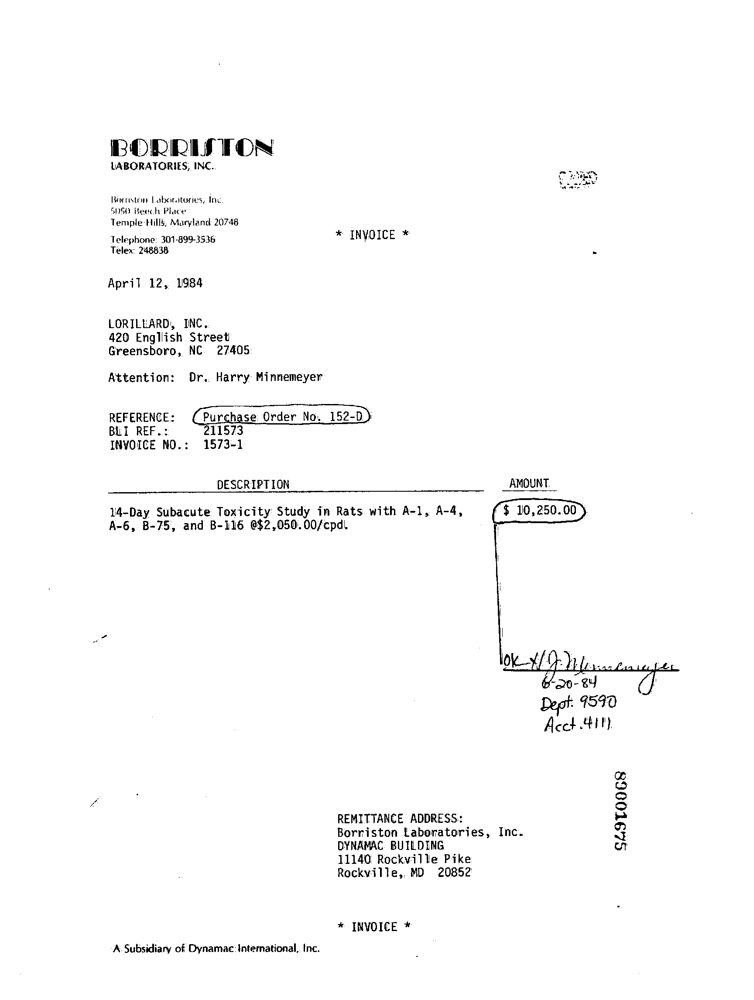 BORRISTON
LABORATORIES, INC.
Borriston Laboratories, Inc.
5050 Beech Place
Temple Hills, Maryland 20748
Telephone: 301-899-3536
Telex: 248838
* INVOICE *
April 12, 1984
LORILLARD, INC.
420 English Street
Greensboro, NC 27405
Attention: Dr. Harry Minnemeyer
REFERENCE: Purchase Order No. 152-D
BLI REF.: 211573
INVOICE NO.: 1573-1
DESCRIPTION AMOUNT
14-Day Subacute Toxicity Study in Rats with A-1, A-4, $ 10,250.00
A-6, B-75, and B-116 @$2,050.00/cpd.
OK H J. Minnemeyer
6-20-84
Dept. 9590
Acct. 4111
89001675
REMITTANCE ADDRESS:
Borriston Laboratories, Inc.
DYNAMAC BUILDING
11140 Rockville Pike
Rockville, MD 20852
* INVOICE *
A Subsidiary of Dynamac International, Inc.